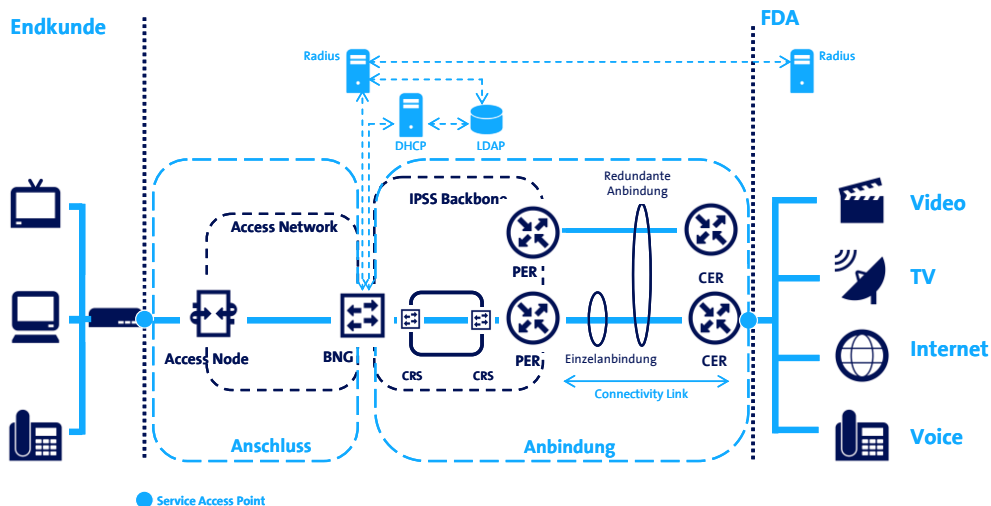 Endkunde
FDA
Radius
Radius
DHCP
LDAP
Redundante
Anbindung
IPSS Backbon
Access Network
Video
PER
CER
TV
Internet
Access Node
BNG
PER
Einzelanbindung
CER
CRS
CRS
Connectivity Link
Anschluss
Anbindung
Voice
Service Access Point